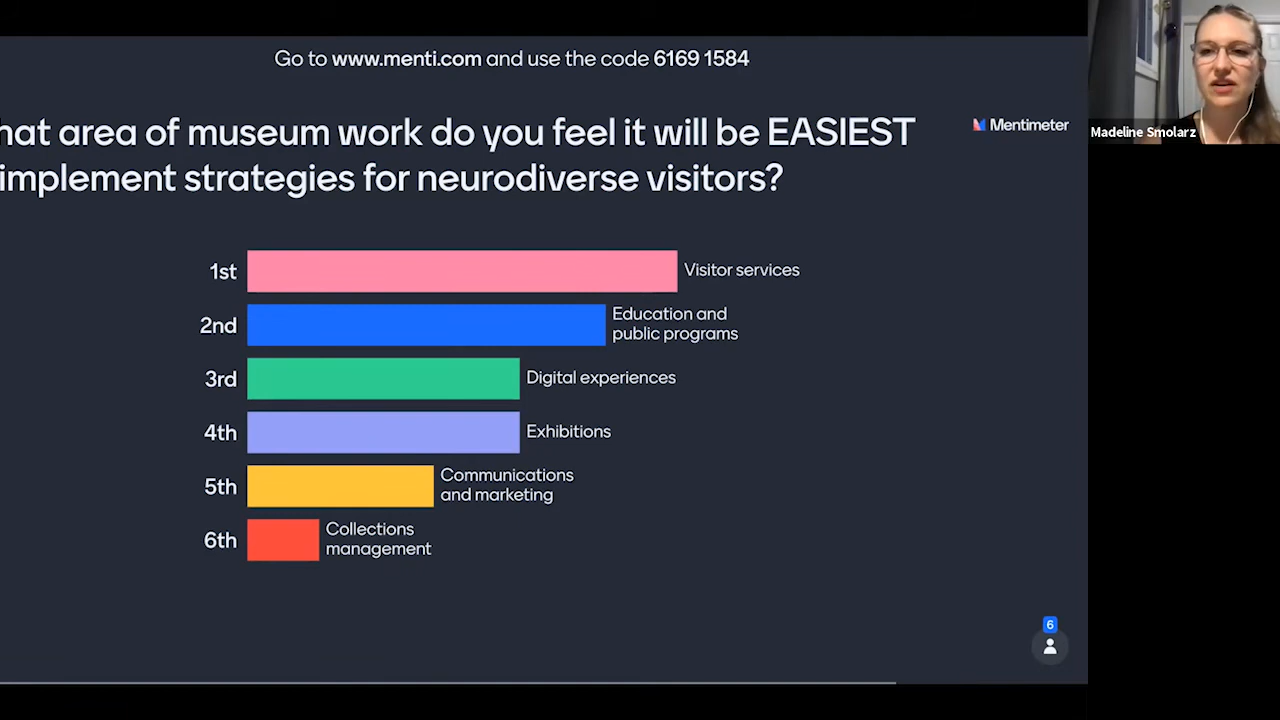 Go to www.menti.com and use the code 6169 1584
hat area of museum work do you feel it will be EASIEST
implement strategies for neurodiverse visitors?
Mentimeter
Madeline Smolarz
1st
Visitor services
2nd
Education and
public programs
3rd
Digital experiences
4th
Exhibitions
5th
Communications
and marketing
6th
Collections
management
6